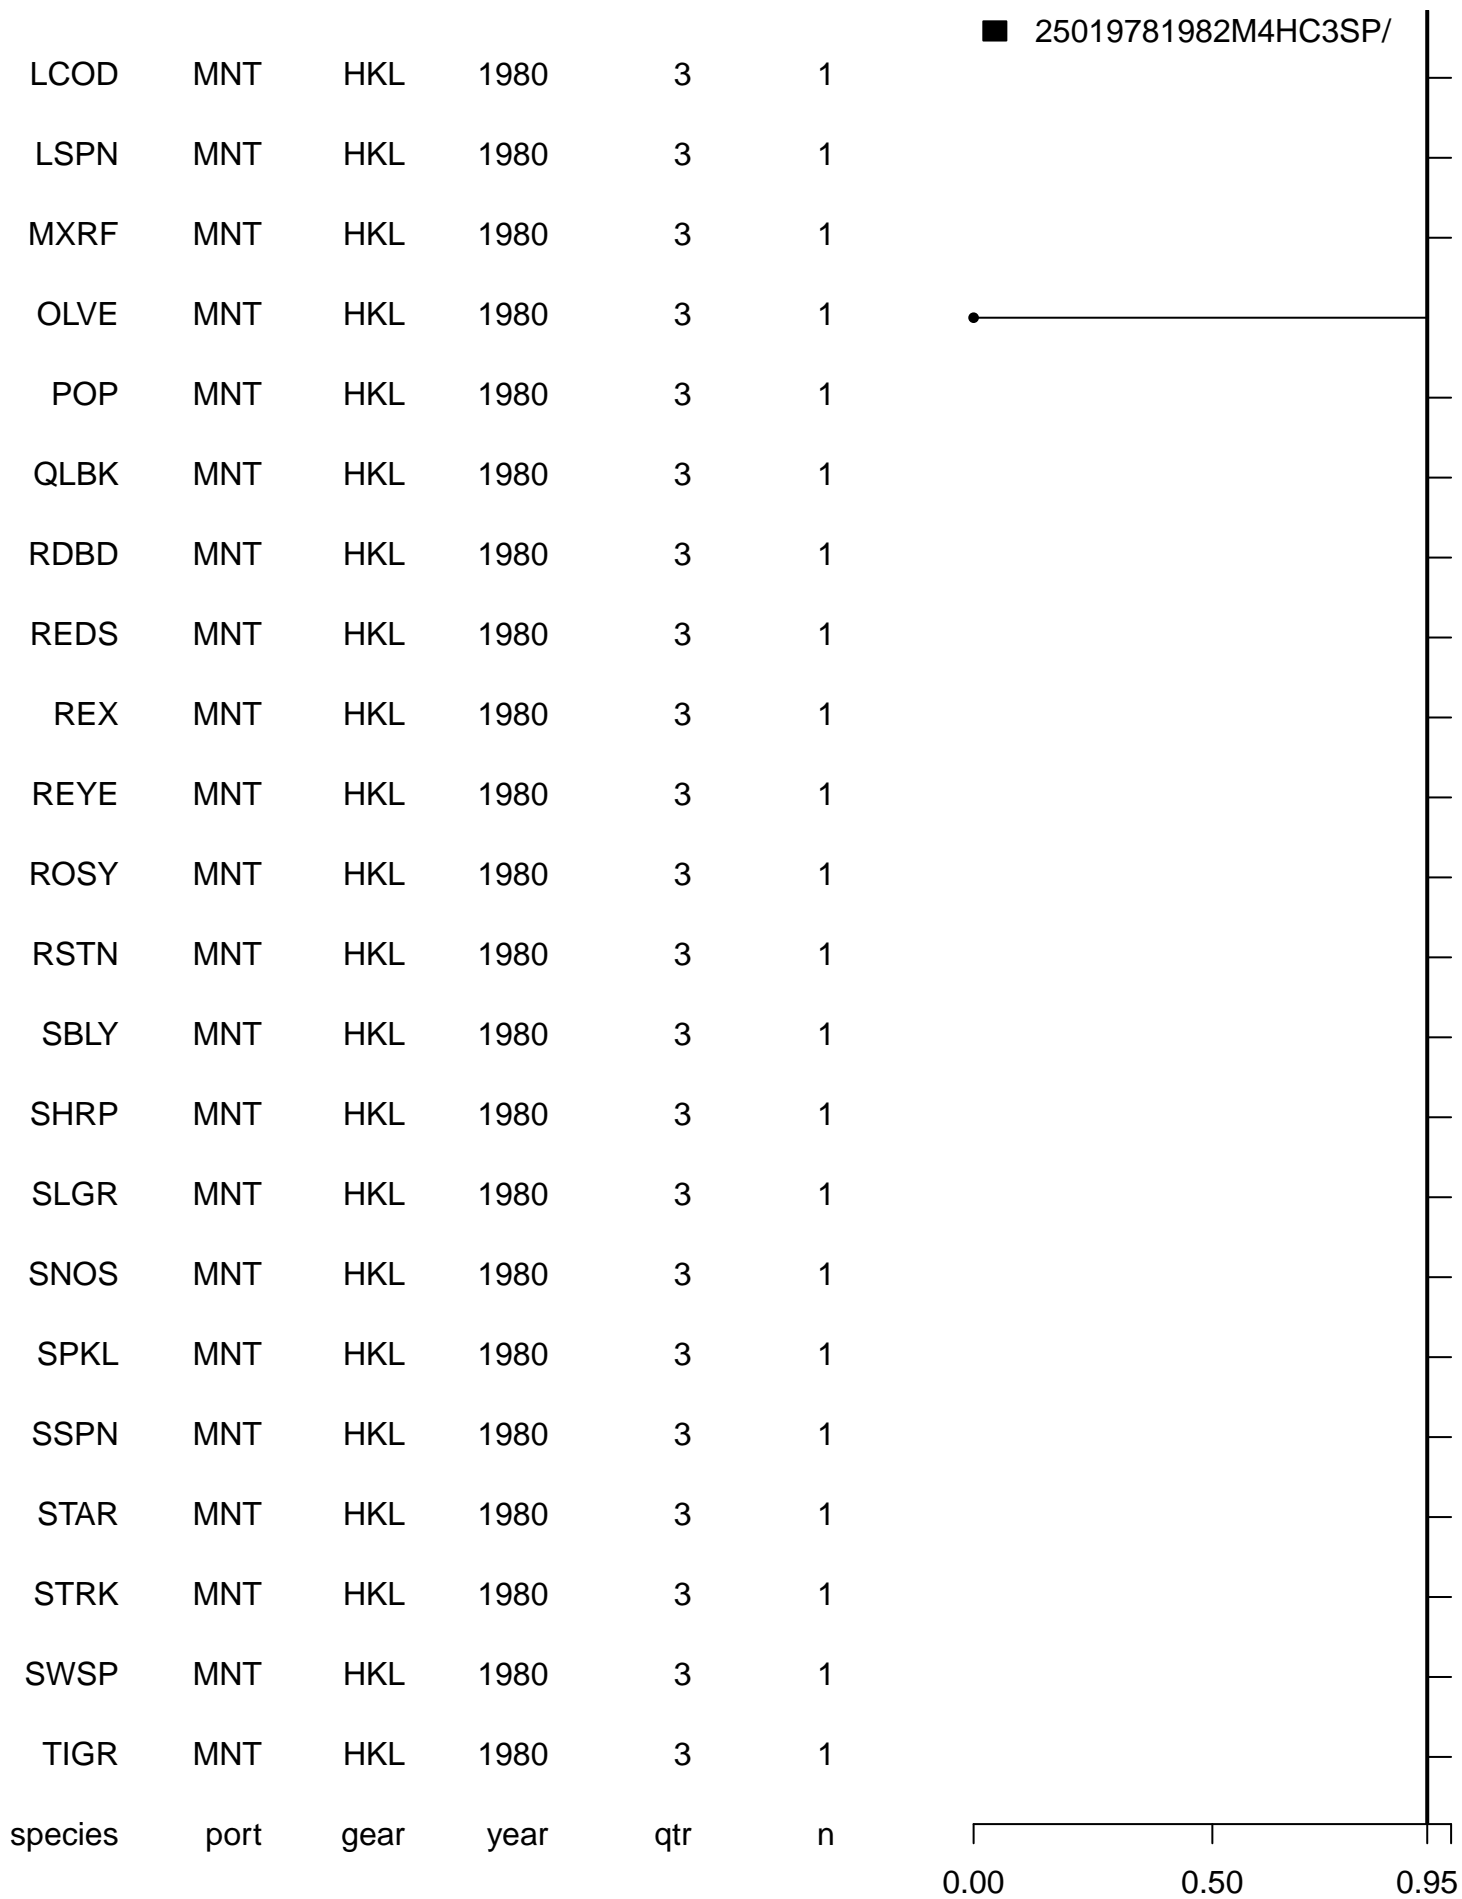 25019781982M4HC3SP/
LCOD MNT HKL 1980 3 1
LSPN MNT HKL 1980 3 1
MXRF MNT HKL 1980 3 1
OLVE MNT HKL 1980 3 1
POP MNT HKL 1980 3 1
QLBK MNT HKL 1980 3 1
RDBD MNT HKL 1980 3 1
REDS MNT HKL 1980 3 1
REX MNT HKL 1980 3 1
REYE MNT HKL 1980 3 1
ROSY MNT HKL 1980 3 1
RSTN MNT HKL 1980 3 1
SBLY MNT HKL 1980 3 1
SHRP MNT HKL 1980 3 1
SLGR MNT HKL 1980 3 1
SNOS MNT HKL 1980 3 1
SPKL MNT HKL 1980 3 1
SSPN MNT HKL 1980 3 1
STAR MNT HKL 1980 3 1
STRK MNT HKL 1980 3 1
SWSP MNT HKL 1980 3 1
TIGR MNT HKL 1980 3 1
species port gear year qtr n
0.00 0.50 0.95